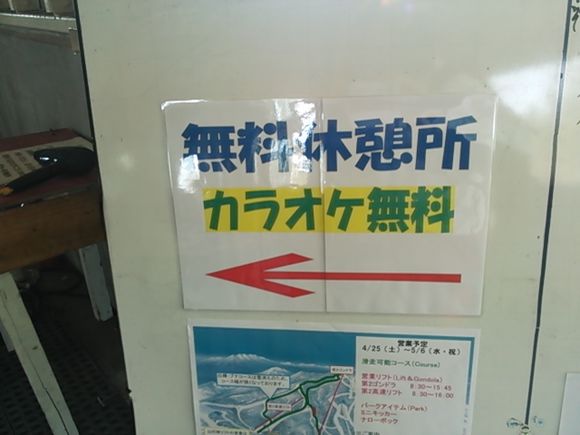 無料休憩所
カラオケ無料
営業予定
4/25（土）～5/6（水・祝）
滑走可能コース(Course)
営業リフト(Lift & Gondola)
第2ゴンドラ 8:30～15:45
第2高速リフト 8:30～16:00
パークアイテム(Park)
ミニキッカー
ナローボックス